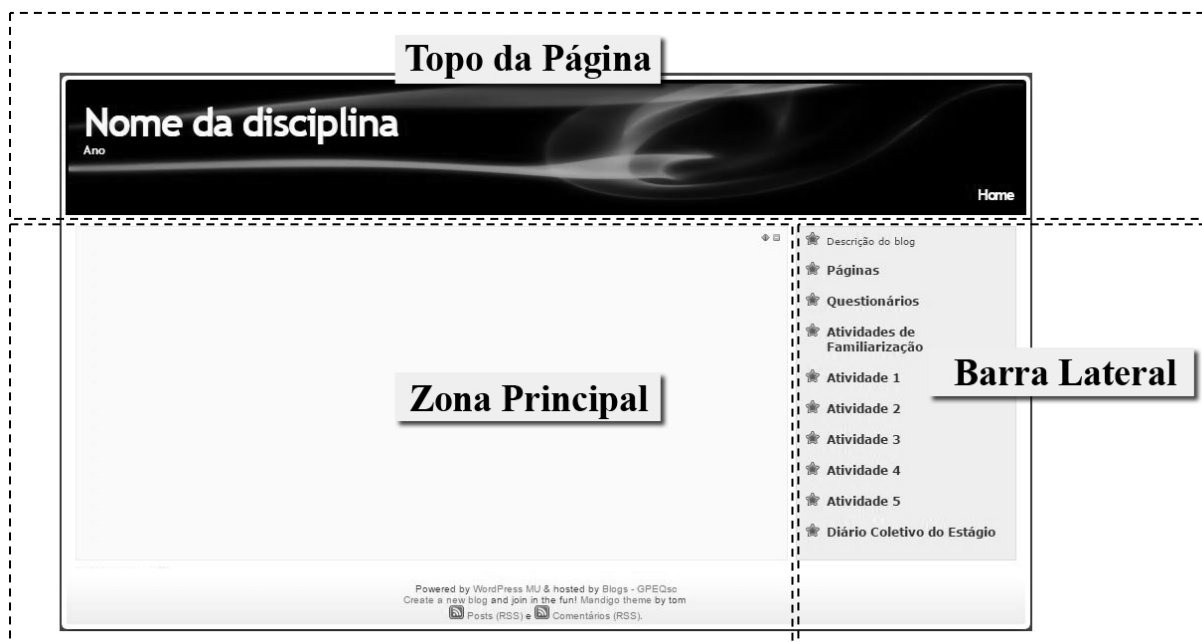 Topo da Página
Nome da disciplina
Ano
Home
Zona Principal
Descrição do blog
Páginas
Questionários
Atividades de
Familiarização
Atividade 1
Atividade 2
Atividade 3
Atividade 4
Atividade 5
Diário Coletivo do Estágio
Barra Lateral
Powered by WordPress MU & hosted by Blogs - GPEQsc
Create a new blog and join in the fun! Mandigo theme by tom
Posts (RSS) e Comentários (RSS).